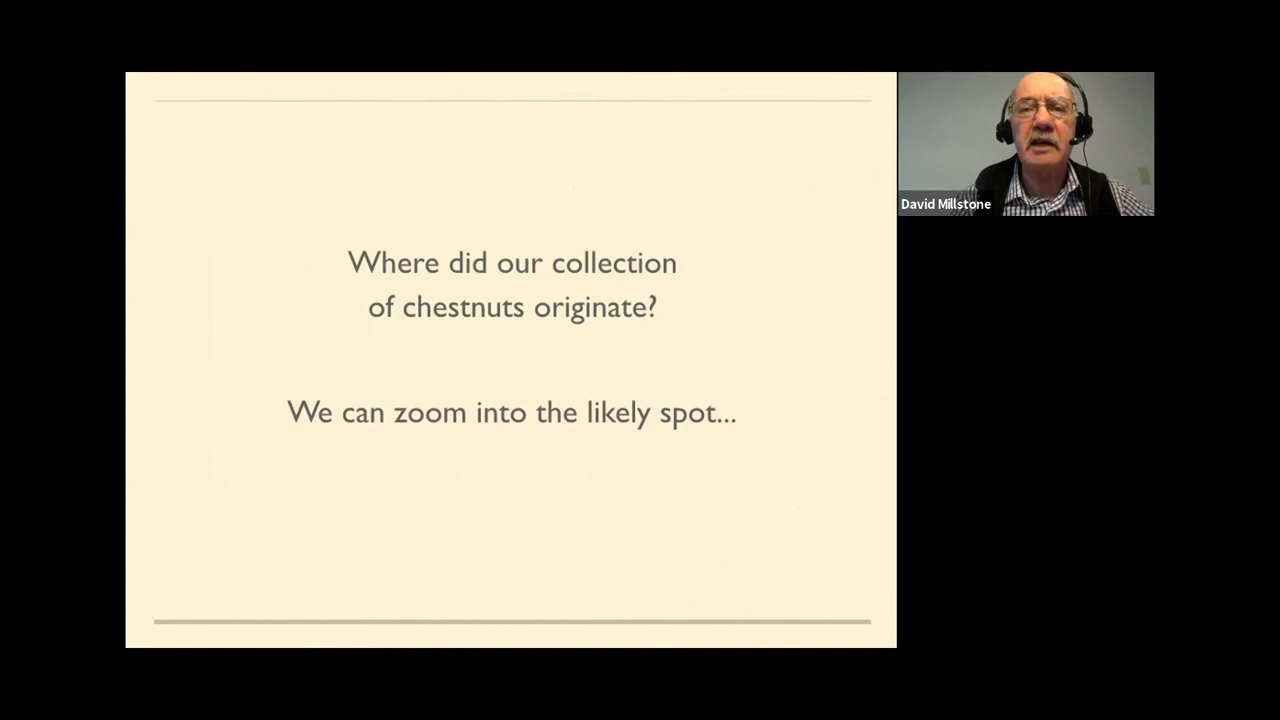 Where did our collection
of chestnuts originate?
We can zoom into the likely spot...
David Millstone